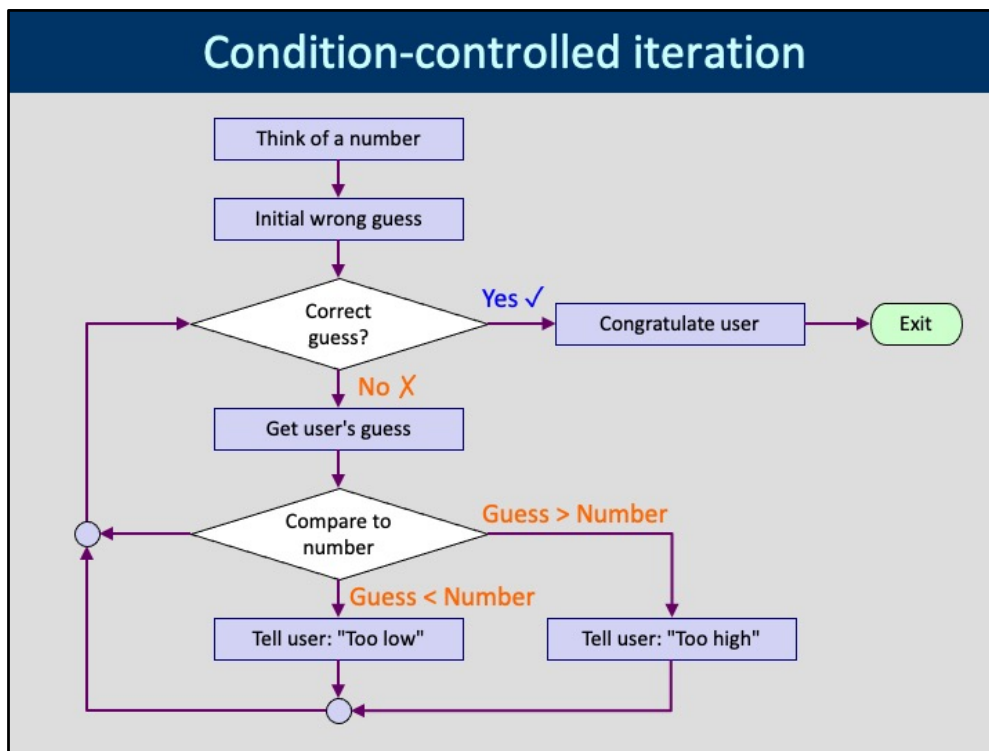 Condition-controlled iteration
Think of a number
Initial wrong guess
Correct
guess?
Yes ✓
Congratulate user
Exit
No ✗
Get user's guess
Compare to
number
Guess > Number
Guess < Number
Tell user: "Too low"
Tell user: "Too high"